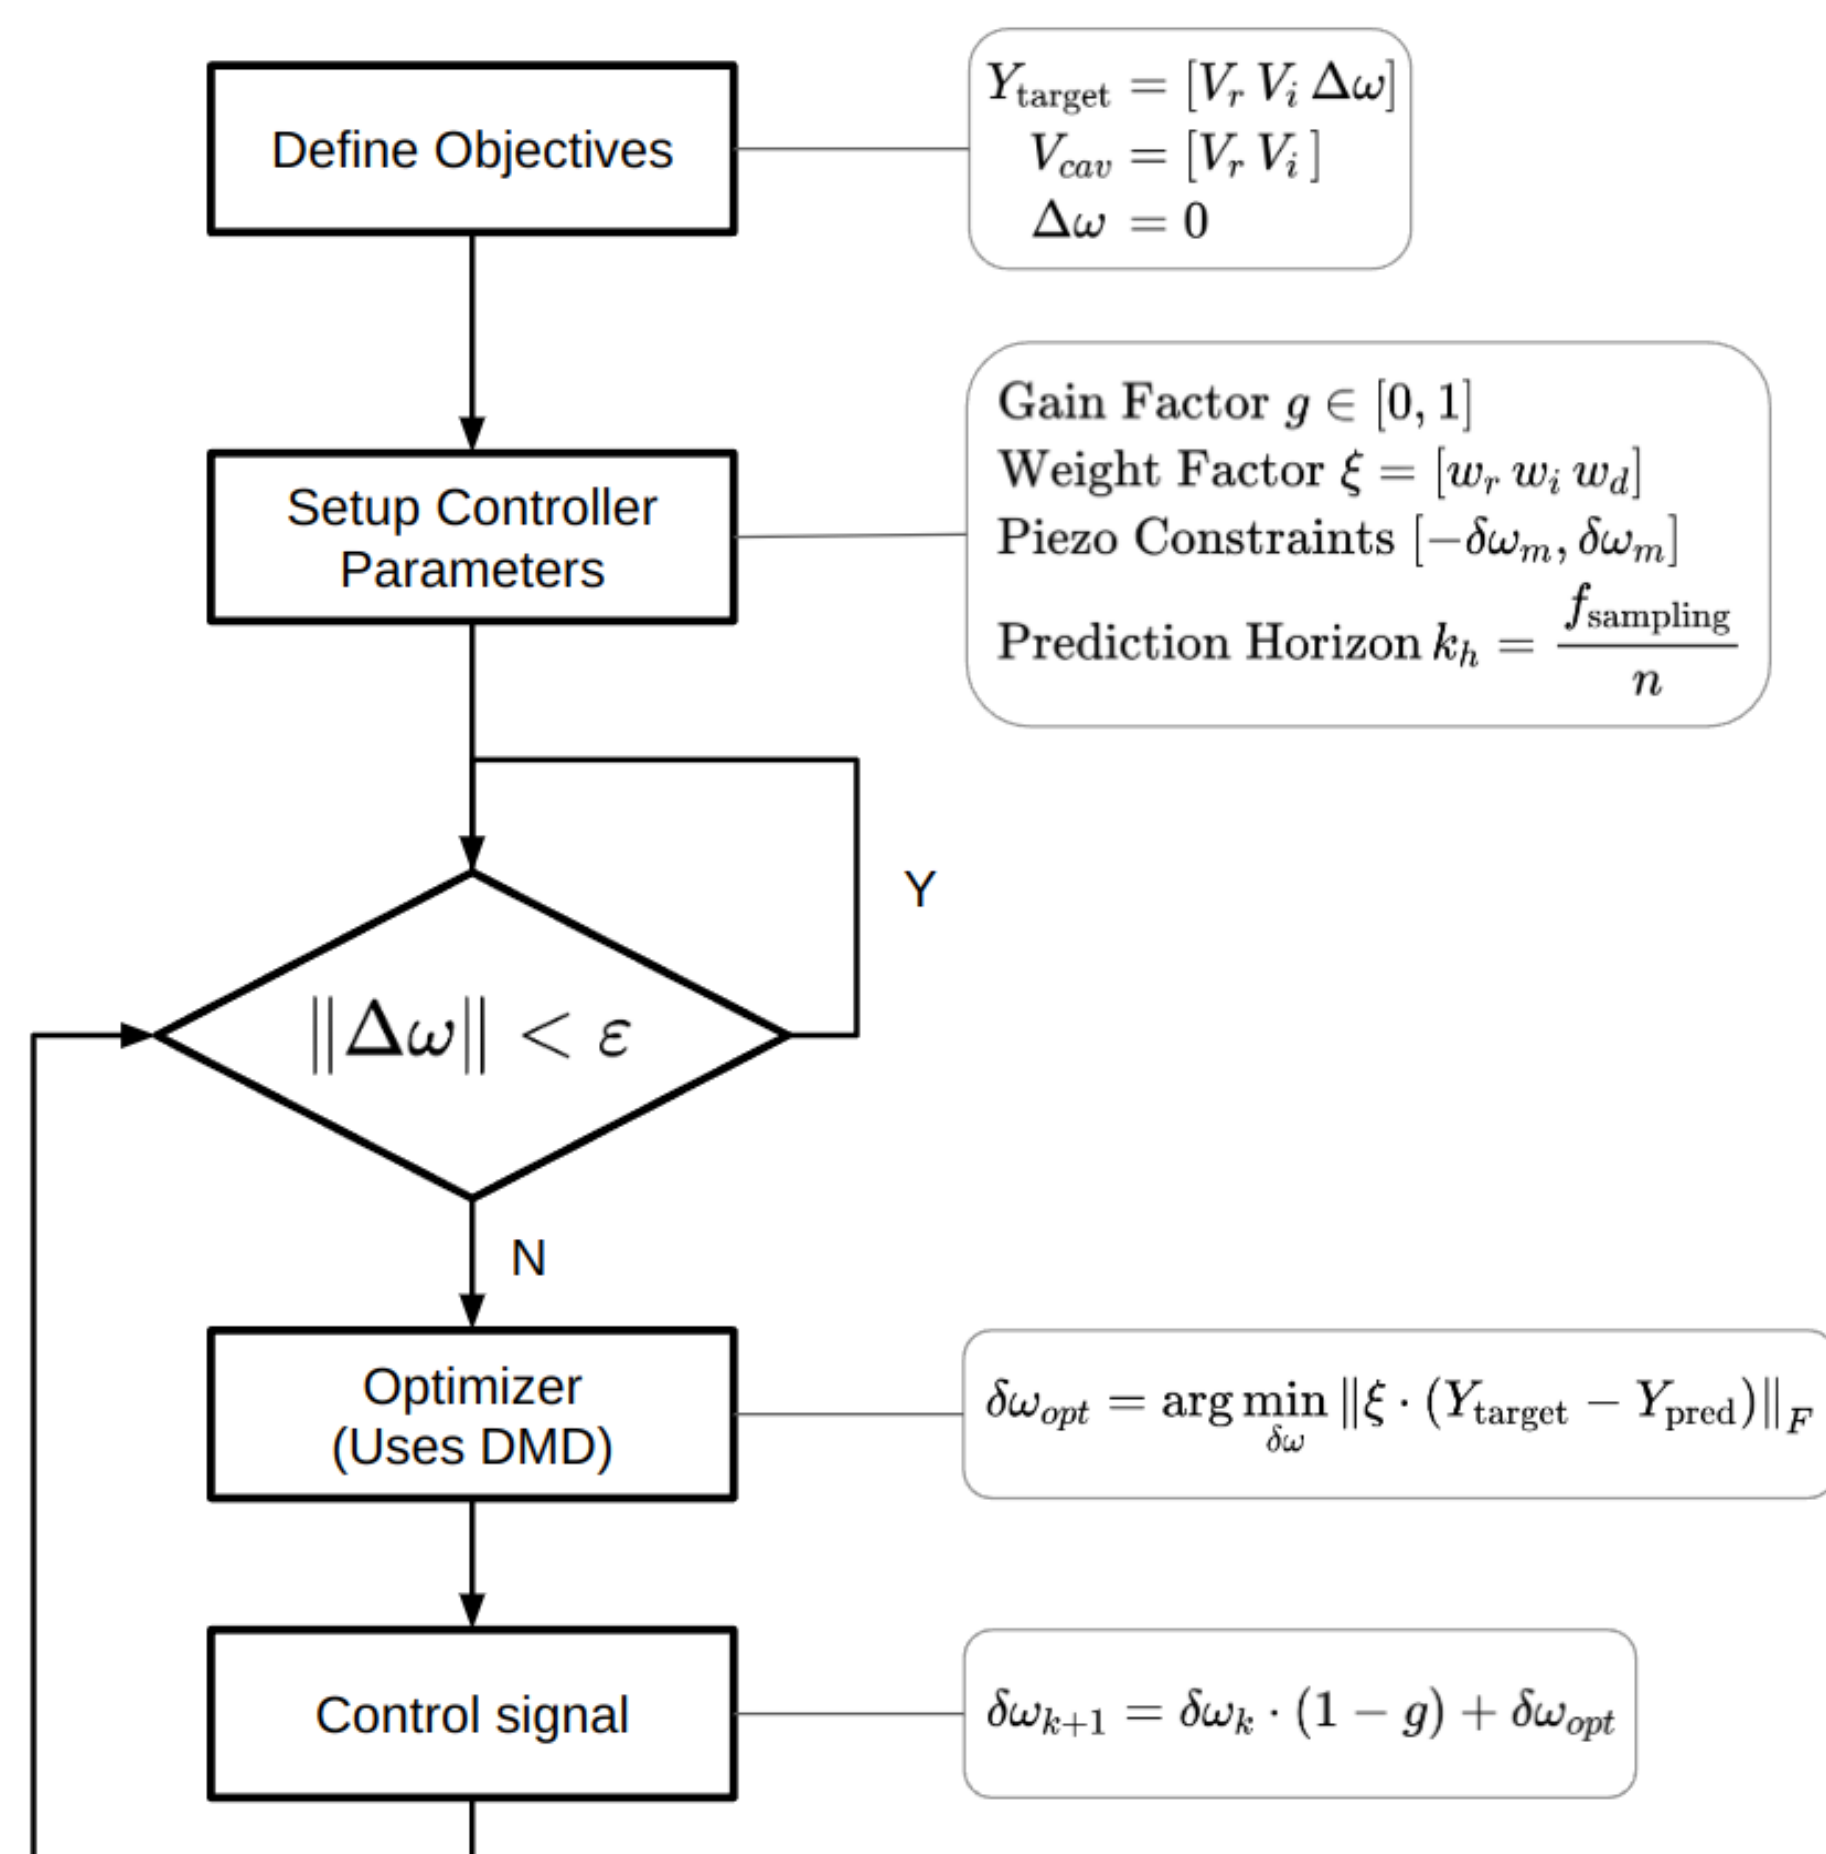 Define Objectives
Y_target = [V_r V_i Δω]
V_cav = [V_r V_i ]
Δω = 0
Setup Controller
Parameters
Gain Factor g ∈ [0, 1]
Weight Factor ξ = [w_r w_i w_d]
Piezo Constraints [−δω_m, δω_m]
Prediction Horizon k_h = f_sampling / n
Y
‖Δω‖ < ε
N
Optimizer
(Uses DMD)
δω_opt = arg min_δω ‖ξ · (Y_target − Y_pred)‖_F
Control signal
δω_k+1 = δω_k · (1 − g) + δω_opt